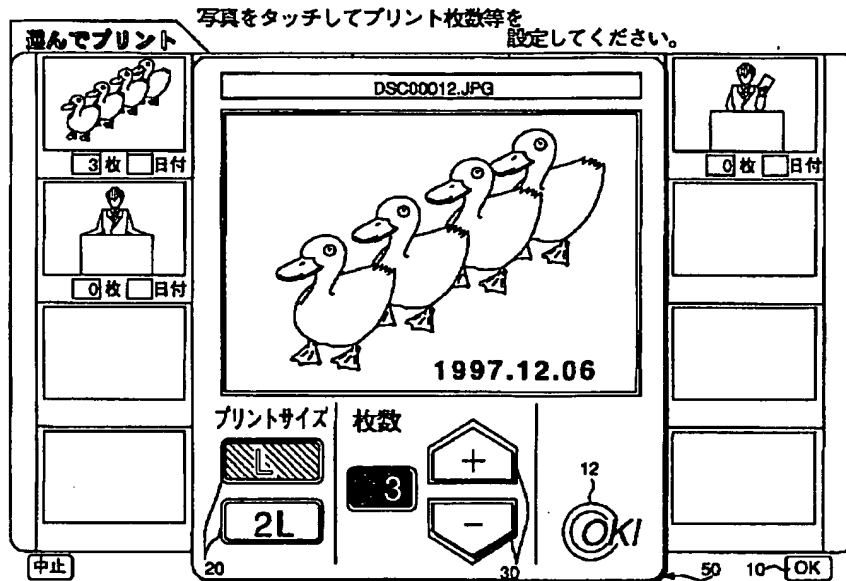 写真をタッチしてプリント枚数等を
設定してください。
選んでプリント
DSC00012.JPG
3 枚 日付
0 枚 日付
0 枚 日付
1997.12.06
プリントサイズ
枚数
L
2L
3
+
-
12
OK!
中止
20
30
50
10
OK